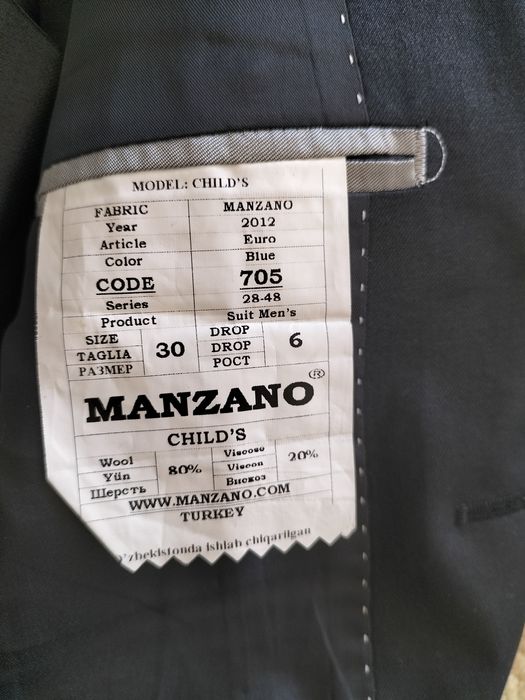 MODEL: CHILD'S
FABRIC MANZANO
Year 2012
Article Euro
Color Blue
CODE 705
Series 28-48
Product Suit Men's
SIZE DROP
TAGLIA 30 DROP 6
РАЗМЕР РОСТ
MANZANO®
CHILD'S
Wool Viscose
Yün 80% Viscon 20%
Шерсть Вискоз
WWW.MANZANO.COM
TURKEY
O'zbekistonda ishlab chiqarilgan